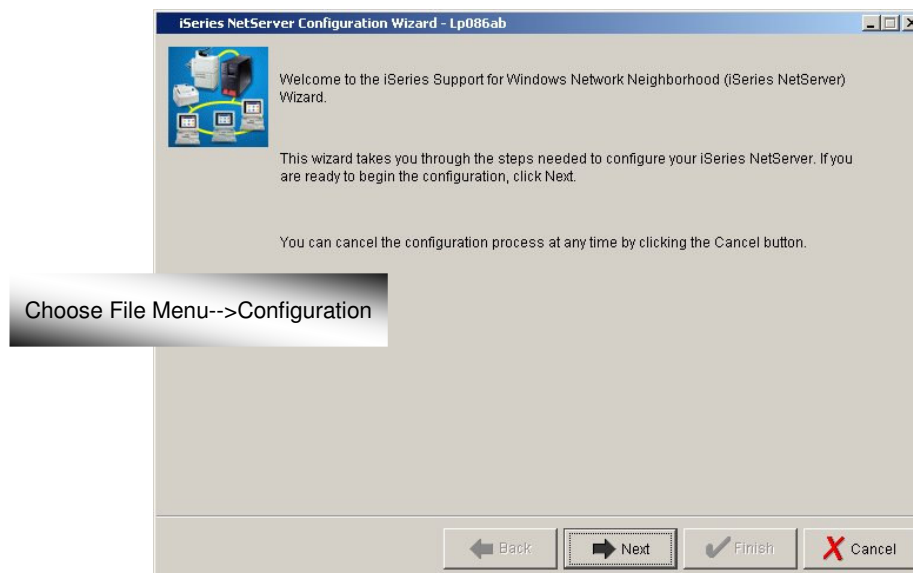 iSeries NetServer Configuration Wizard - Lp086ab
Welcome to the iSeries Support for Windows Network Neighborhood (iSeries NetServer)
Wizard.
This wizard takes you through the steps needed to configure your iSeries NetServer. If you
are ready to begin the configuration, click Next.
You can cancel the configuration process at any time by clicking the Cancel button.
Choose File Menu-->Configuration
Back
Next
Finish
Cancel